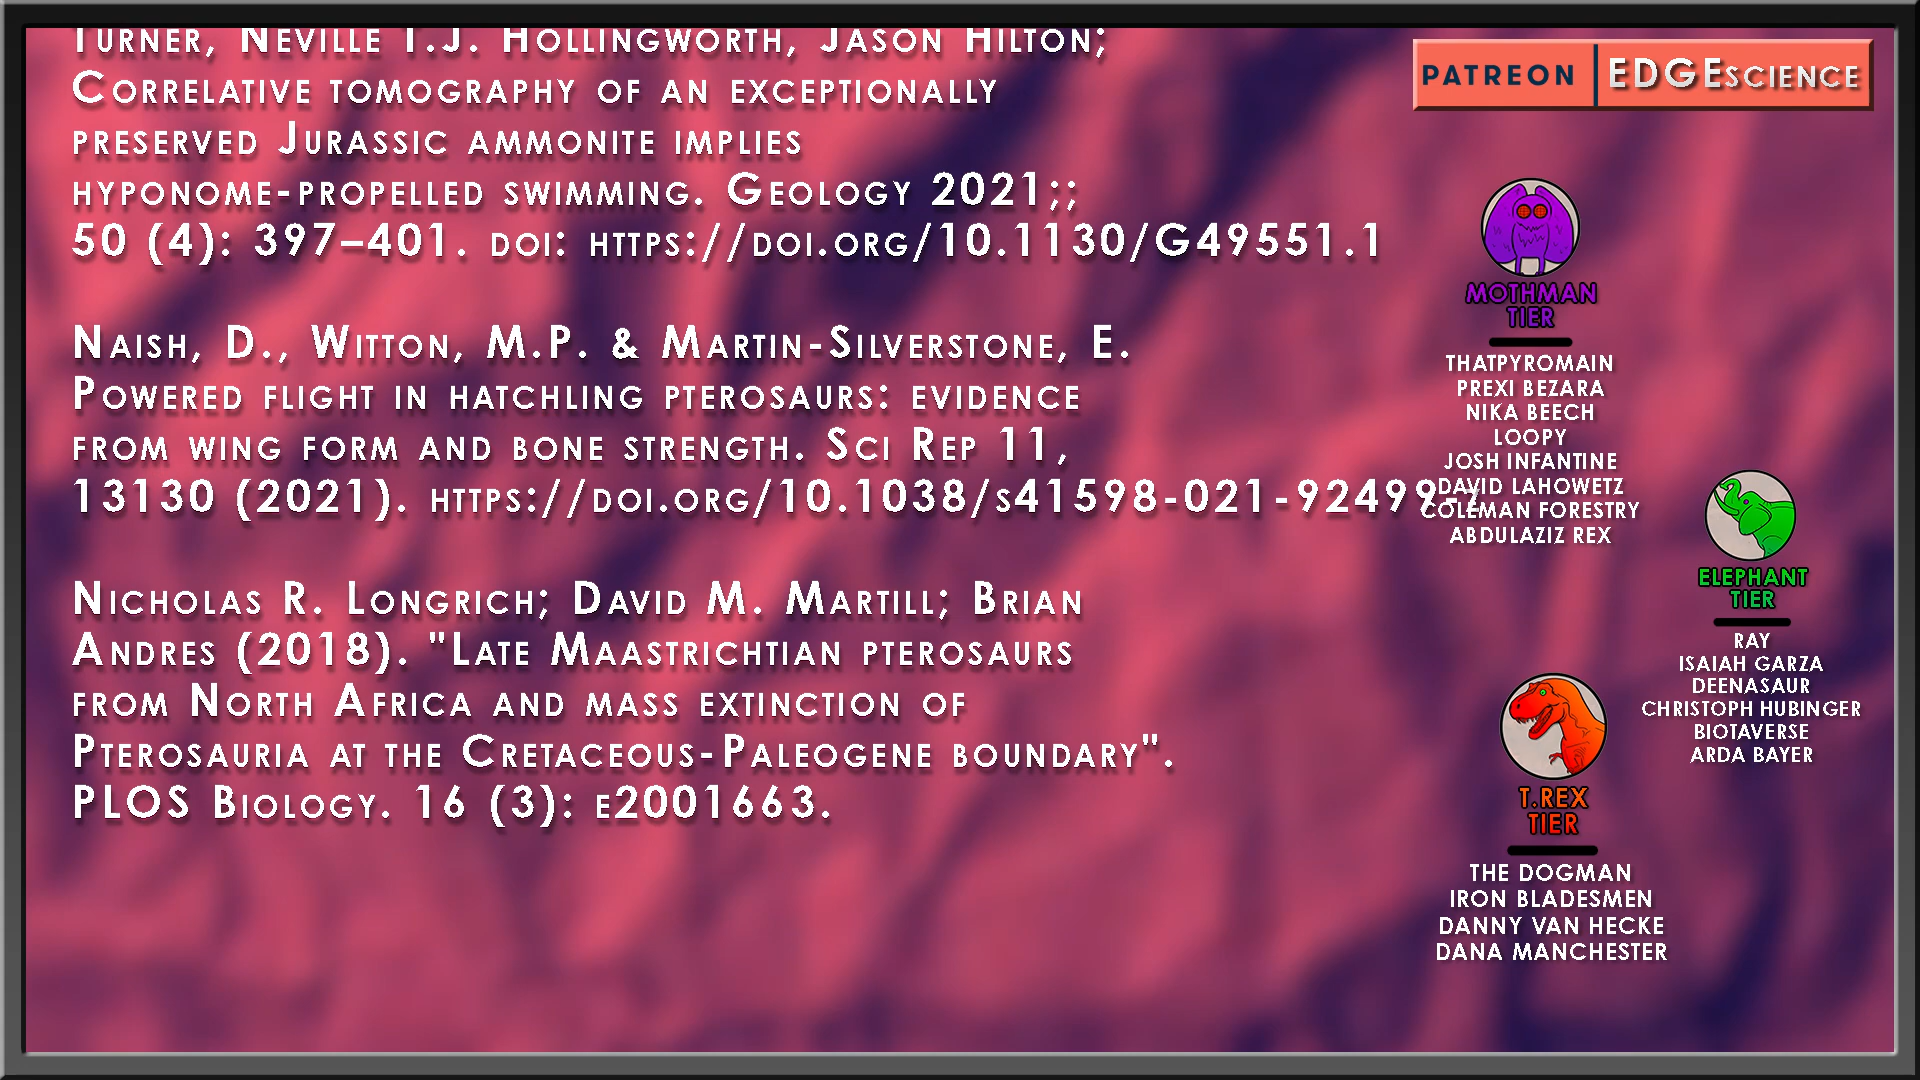 Turner, Neville T.J. Hollingworth, Jason Hilton;
Correlative tomography of an exceptionally
preserved Jurassic ammonite implies
hyponome-propelled swimming. Geology 2021;;
50 (4): 397–401. doi: https://doi.org/10.1130/G49551.1
Naish, D., Witton, M.P. & Martin-Silverstone, E.
Powered flight in hatchling pterosaurs: evidence
from wing form and bone strength. Sci Rep 11,
13130 (2021). https://doi.org/10.1038/s41598-021-92499-z
Nicholas R. Longrich; David M. Martill; Brian
Andres (2018). "Late Maastrichtian pterosaurs
from North Africa and mass extinction of
Pterosauria at the Cretaceous-Paleogene boundary".
PLOS Biology. 16 (3): e2001663.
PATREON EDGEscience
MOTHMAN
TIER
THATPYROMAIN
PREXI BEZARA
NIKA BEECH
LOOPY
JOSH INFANTINE
DAVID LAHOWETZ
COLEMAN FORESTRY
ABDULAZIZ REX
ELEPHANT
TIER
RAY
ISAIAH GARZA
DEENASAUR
CHRISTOPH HUBINGER
BIOTAVERSE
ARDA BAYER
T.REX
TIER
THE DOGMAN
IRON BLADESMEN
DANNY VAN HECKE
DANA MANCHESTER